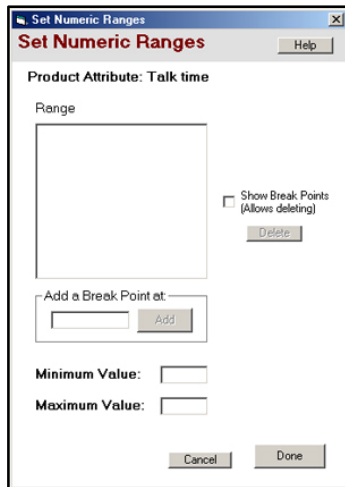 Set Numeric Ranges
Set Numeric Ranges
Help
Product Attribute: Talk time
Range
Show Break Points
(Allows deleting)
Delete
Add a Break Point at:
Add
Minimum Value:
Maximum Value:
Cancel
Done